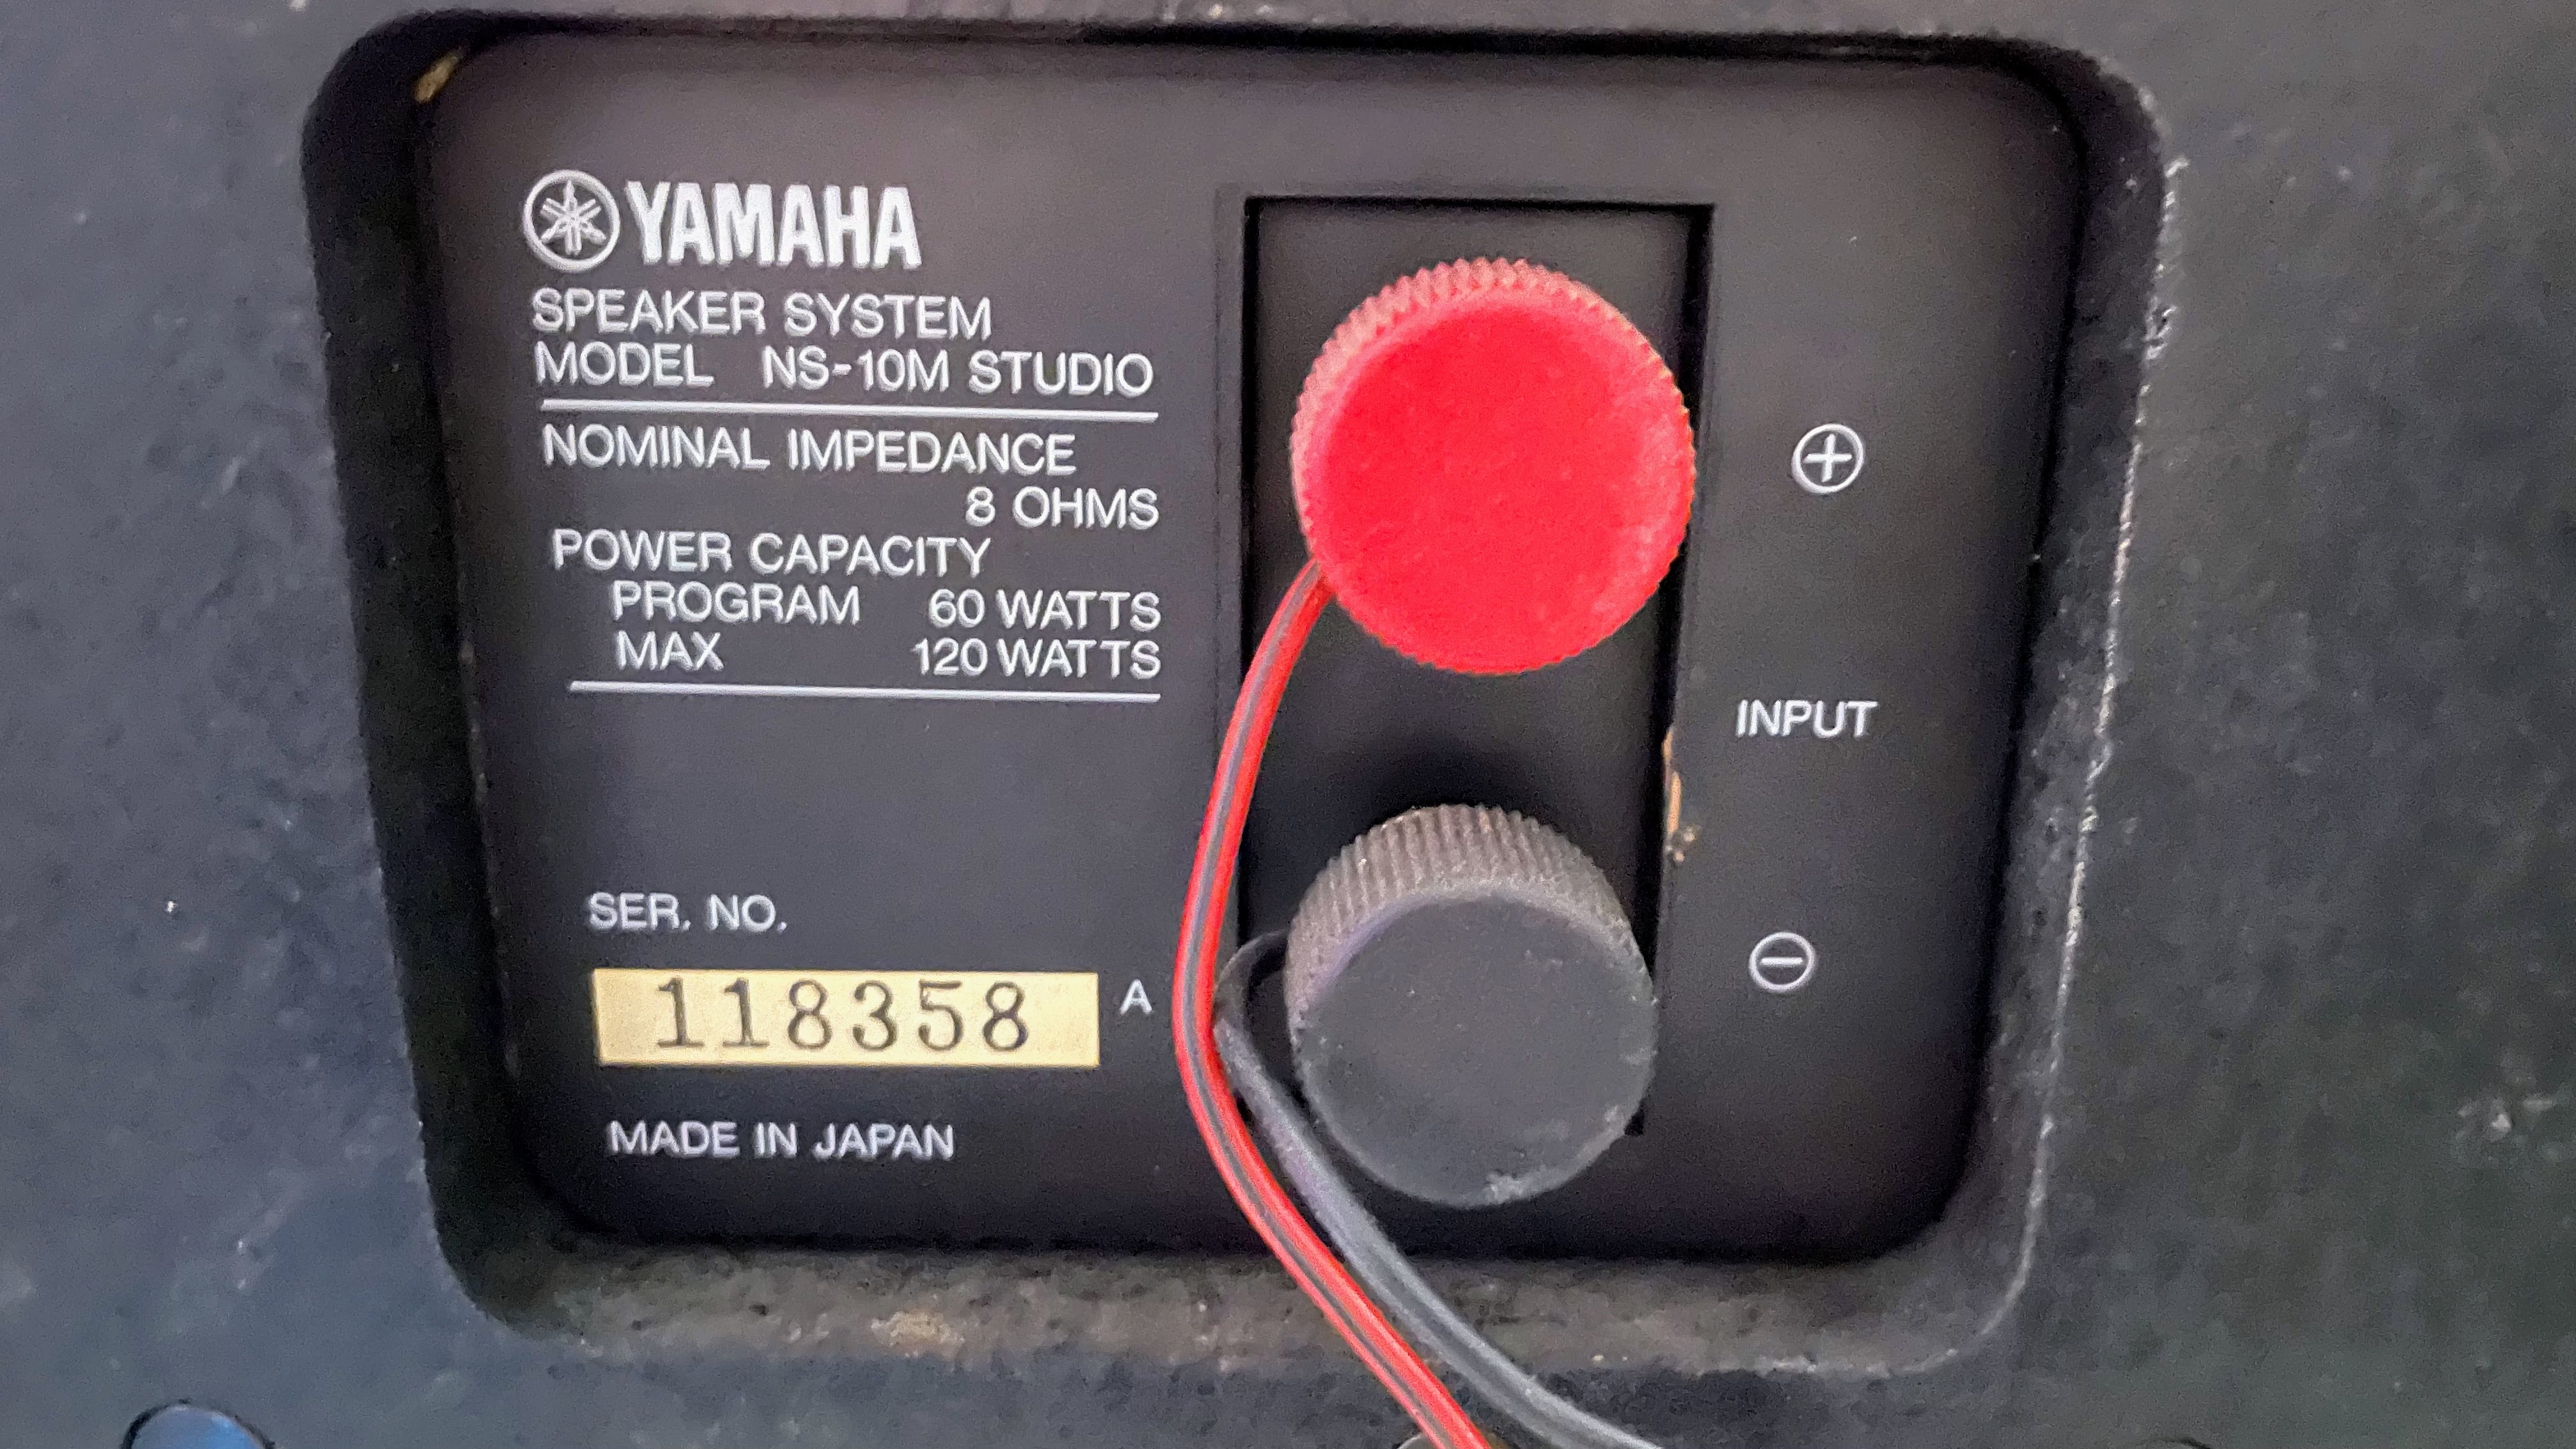 YAMAHA
SPEAKER SYSTEM
MODEL NS-10M STUDIO
NOMINAL IMPEDANCE
8 OHMS
POWER CAPACITY
PROGRAM 60 WATTS
MAX 120 WATTS
SER. NO.
118358 A
MADE IN JAPAN
+
INPUT
−